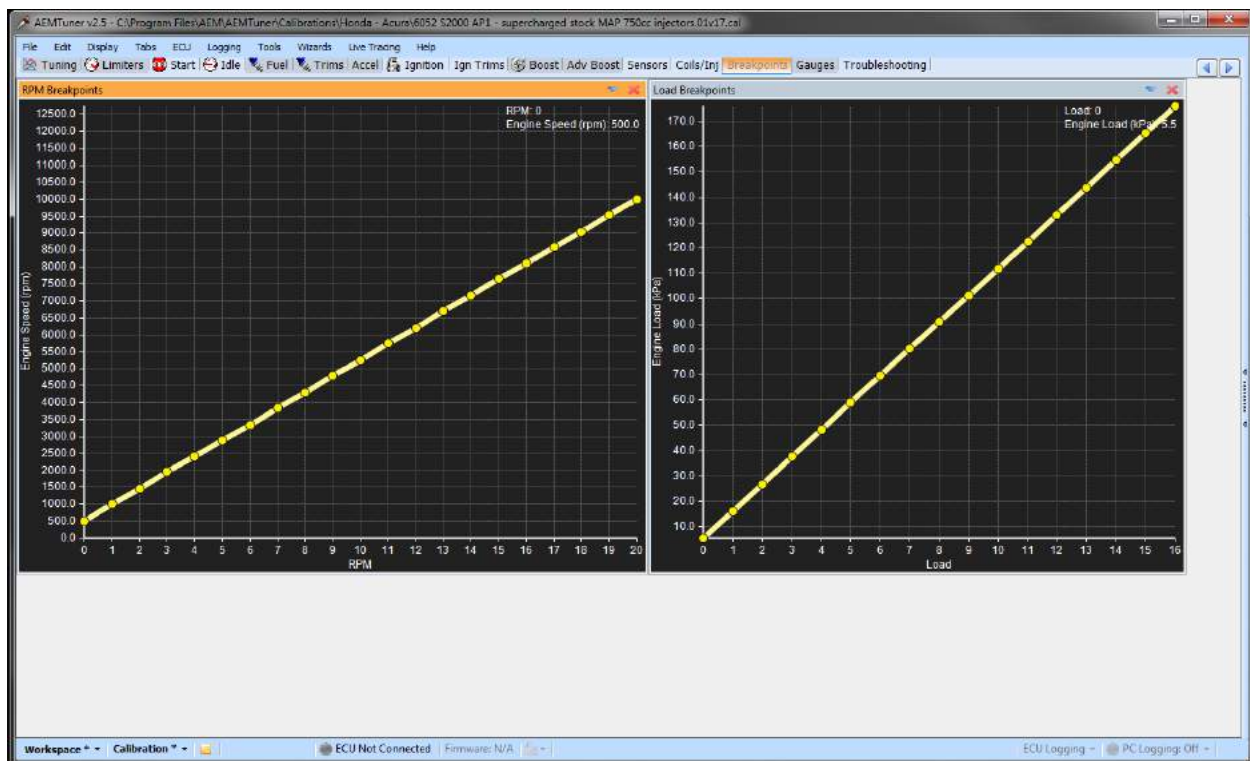 AEMTuner v2.5 - C:\Program Files\AEM\AEMTuner\Calibrations\Honda - Acura\6052 S2000 AP1 - supercharged stock MAP 750cc injectors.01v17.cal
File Edit Display Tabs ECU Logging Tools Wizards Live Tracing Help
Tuning Limiters Start Idle Fuel Trims Accel Ignition Ign Trims Boost Adv Boost Sensors Coils/Inj Breakpoints Gauges Troubleshooting
RPM Breakpoints
RPM: 0
Engine Speed (rpm): 500.0
12500.0
12000.0
11500.0
11000.0
10500.0
10000.0
9500.0
9000.0
8500.0
8000.0
7500.0
7000.0
6500.0
6000.0
5500.0
5000.0
4500.0
4000.0
3500.0
3000.0
2500.0
2000.0
1500.0
1000.0
500.0
0.0
Engine Speed (rpm)
0 1 2 3 4 5 6 7 8 9 10 11 12 13 14 15 16 17 18 19 20
RPM
Load Breakpoints
Load: 0
Engine Load (kPa): 5.5
170.0
160.0
150.0
140.0
130.0
120.0
110.0
100.0
90.0
80.0
70.0
60.0
50.0
40.0
30.0
20.0
10.0
Engine Load (kPa)
0 1 2 3 4 5 6 7 8 9 10 11 12 13 14 15 16
Load
Workspace * Calibration * ECU Not Connected Firmware: N/A ECU Logging PC Logging: Off